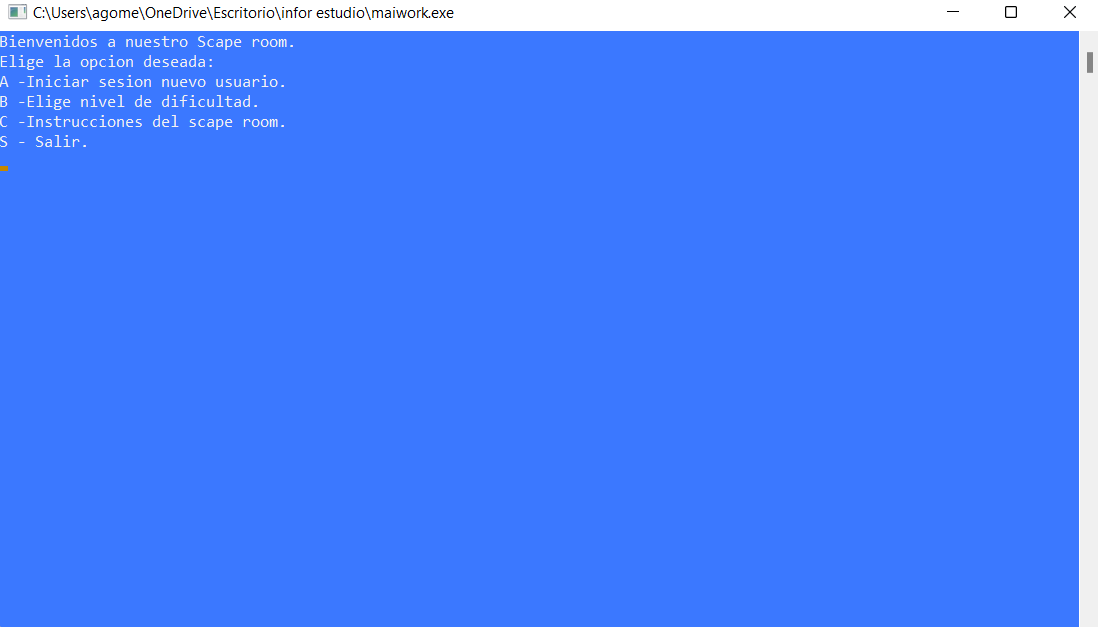 C:\Users\agome\OneDrive\Escritorio\infor estudio\maiwork.exe
Bienvenidos a nuestro Scape room.
Elige la opcion deseada:
A -Iniciar sesion nuevo usuario.
B -Elige nivel de dificultad.
C -Instrucciones del scape room.
S - Salir.